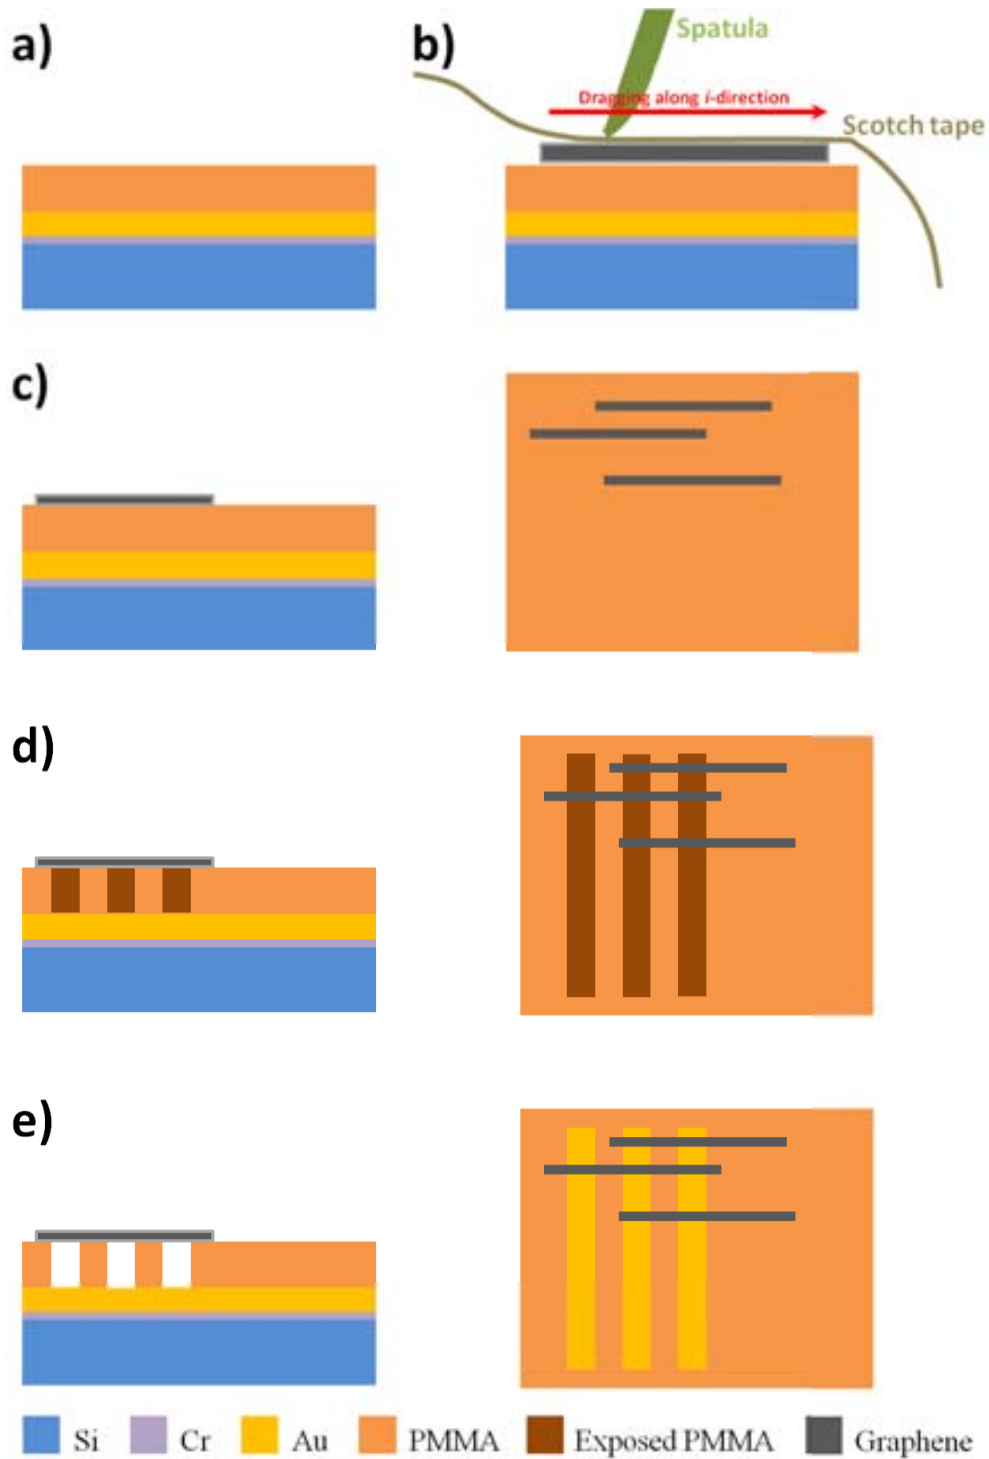 a)
b)
Spatula
Dragging along i-direction
Scotch tape
c)
d)
e)
Si Cr Au PMMA Exposed PMMA Graphene